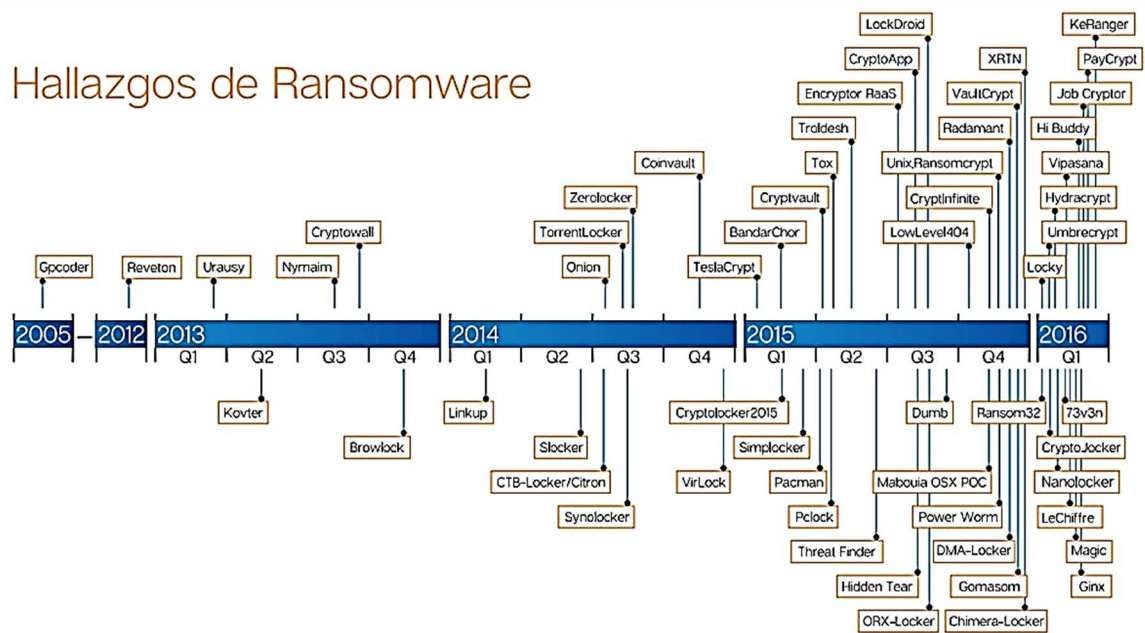 Hallazgos de Ransomware
LockDroid
KeRanger
CryptoApp
XRTN
PayCrypt
Encryptor RaaS
VaultCrypt
Job Cryptor
Troldesh
Radamant
Hi Buddy
Coinvault
Tox
Unix,Ransomcrypt
Vipasana
Zerolocker
Cryptvault
CryptInfinite
Hydracrypt
Cryptowall
TorrentLocker
BandarChor
LowLevel404
Umbrecrypt
Gpcoder
Reveton
Urausy
Nymaim
Onion
TeslaCrypt
Locky
2005
2012
2013
2014
2015
2016
Q1
Q2
Q3
Q4
Q1
Q2
Q3
Q4
Q1
Q2
Q3
Q4
Q1
Kovter
Linkup
Cryptolocker2015
Dumb
Ransom32
73v3n
Browlock
Slocker
Simplocker
CryptoJocker
CTB-Locker/Citron
VirLock
Pacman
Mabouia OSX POC
Nanolocker
Synolocker
Pclock
Power Worm
LeChiffre
Threat Finder
DMA-Locker
Magic
Hidden Tear
Gomasom
Ginx
ORX-Locker
Chimera-Locker